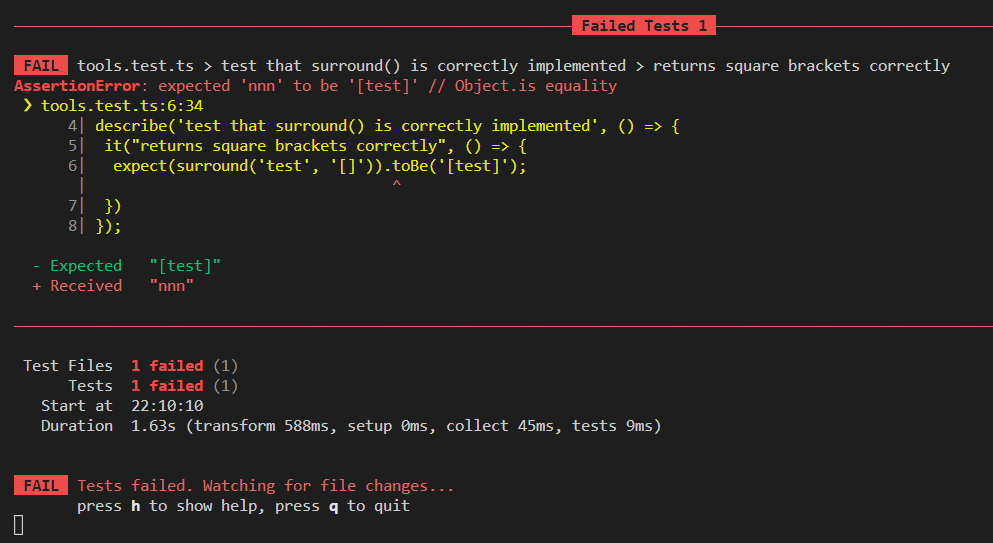 Failed Tests 1
FAIL tools.test.ts > test that surround() is correctly implemented > returns square brackets correctly
AssertionError: expected 'nnn' to be '[test]' // Object.is equality
❯ tools.test.ts:6:34
4| describe('test that surround() is correctly implemented', () => {
5| it("returns square brackets correctly", () => {
6| expect(surround('test', '[]')).toBe('[test]');
| ^
7| })
8| });
- Expected "[test]"
+ Received "nnn"
Test Files 1 failed (1)
Tests 1 failed (1)
Start at 22:10:10
Duration 1.63s (transform 588ms, setup 0ms, collect 45ms, tests 9ms)
FAIL Tests failed. Watching for file changes...
press h to show help, press q to quit